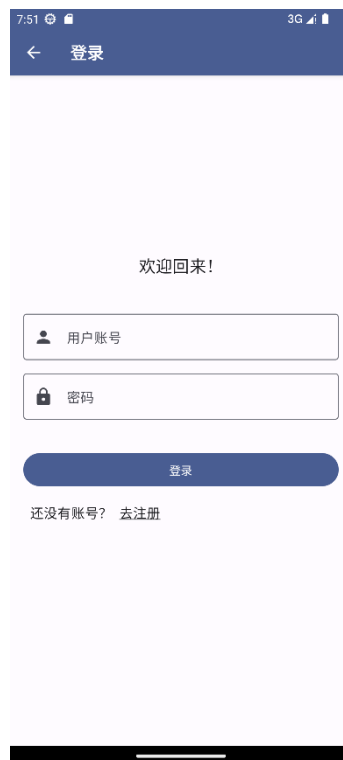 7:51 3G
登录
欢迎回来！
用户账号
密码
登录
还没有账号？ 去注册